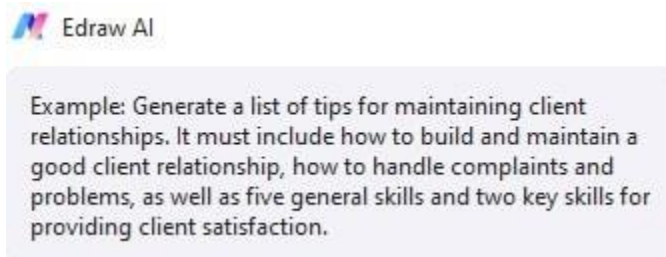 Edraw AI
Example: Generate a list of tips for maintaining client
relationships. It must include how to build and maintain a
good client relationship, how to handle complaints and
problems, as well as five general skills and two key skills for
providing client satisfaction.